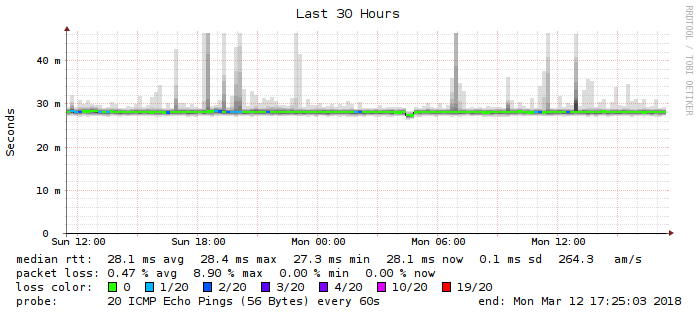 Last 30 Hours
RRDTOOL / TOBI OETIKER
Seconds
40 m
30 m
20 m
10 m
0
Sun 12:00 Sun 18:00 Mon 00:00 Mon 06:00 Mon 12:00
median rtt: 28.1 ms avg 28.4 ms max 27.3 ms min 28.1 ms now 0.1 ms sd 264.3 am/s
packet loss: 0.47 % avg 8.90 % max 0.00 % min 0.00 % now
loss color: 0 1/20 2/20 3/20 4/20 10/20 19/20
probe: 20 ICMP Echo Pings (56 Bytes) every 60s end: Mon Mar 12 17:25:03 2018